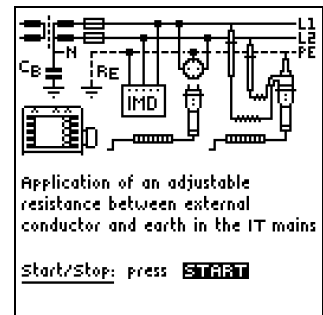 L1
L2
N
PE
CB
RE
IMD
Application of an adjustable
resistance between external
conductor and earth in the IT mains
Start/Stop: press START